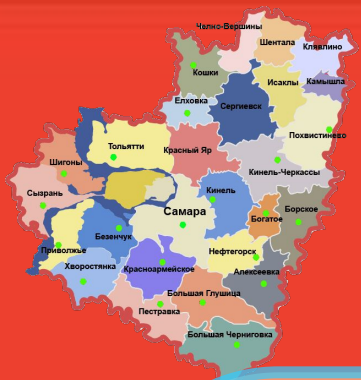 Челно-Вершины
Шентала
Клявлино
Кошки
Исаклы
Камышла
Елховка
Сергиевск
Похвистнево
Тольятти
Красный Яр
Шигоны
Кинель-Черкассы
Сызрань
Кинель
Самара
Богатое
Борское
Безенчук
Приволжье
Нефтегорск
Хворостянка
Красноармейское
Алексеевка
Большая Глушица
Пестравка
Большая Черниговка